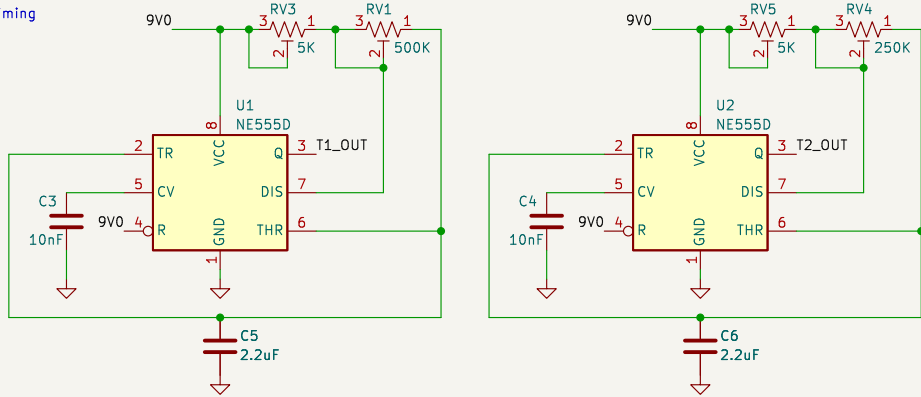 ming
9V0
3
RV3
1
3
RV1
1
2
5K
2
500K
9V0
3
RV5
1
3
RV4
1
2
5K
2
250K
U1
NE555D
8
VCC
2
TR
Q
3
T1_OUT
C3
10nF
5
CV
DIS
7
9V0
4
R
GND
THR
6
1
C5
2.2uF
U2
NE555D
8
VCC
2
TR
Q
3
T2_OUT
C4
10nF
5
CV
DIS
7
9V0
4
R
GND
THR
6
1
C6
2.2uF